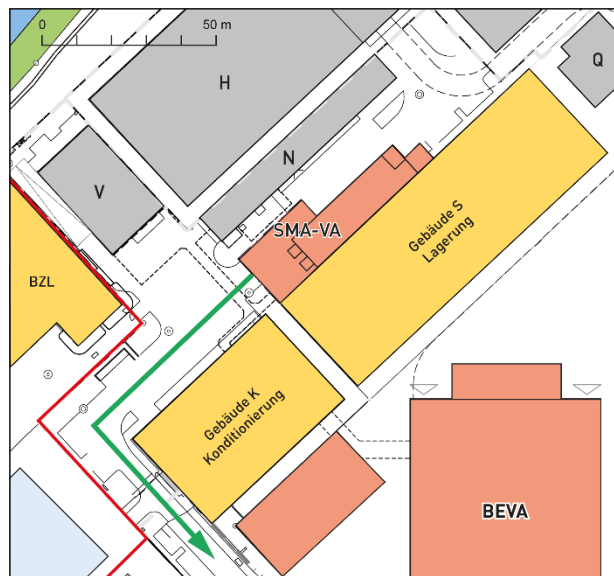 0
50 m
H
Q
N
V
SMA-VA
Gebäude S
Lagerung
BZL
Gebäude K
Konditionierung
BEVA